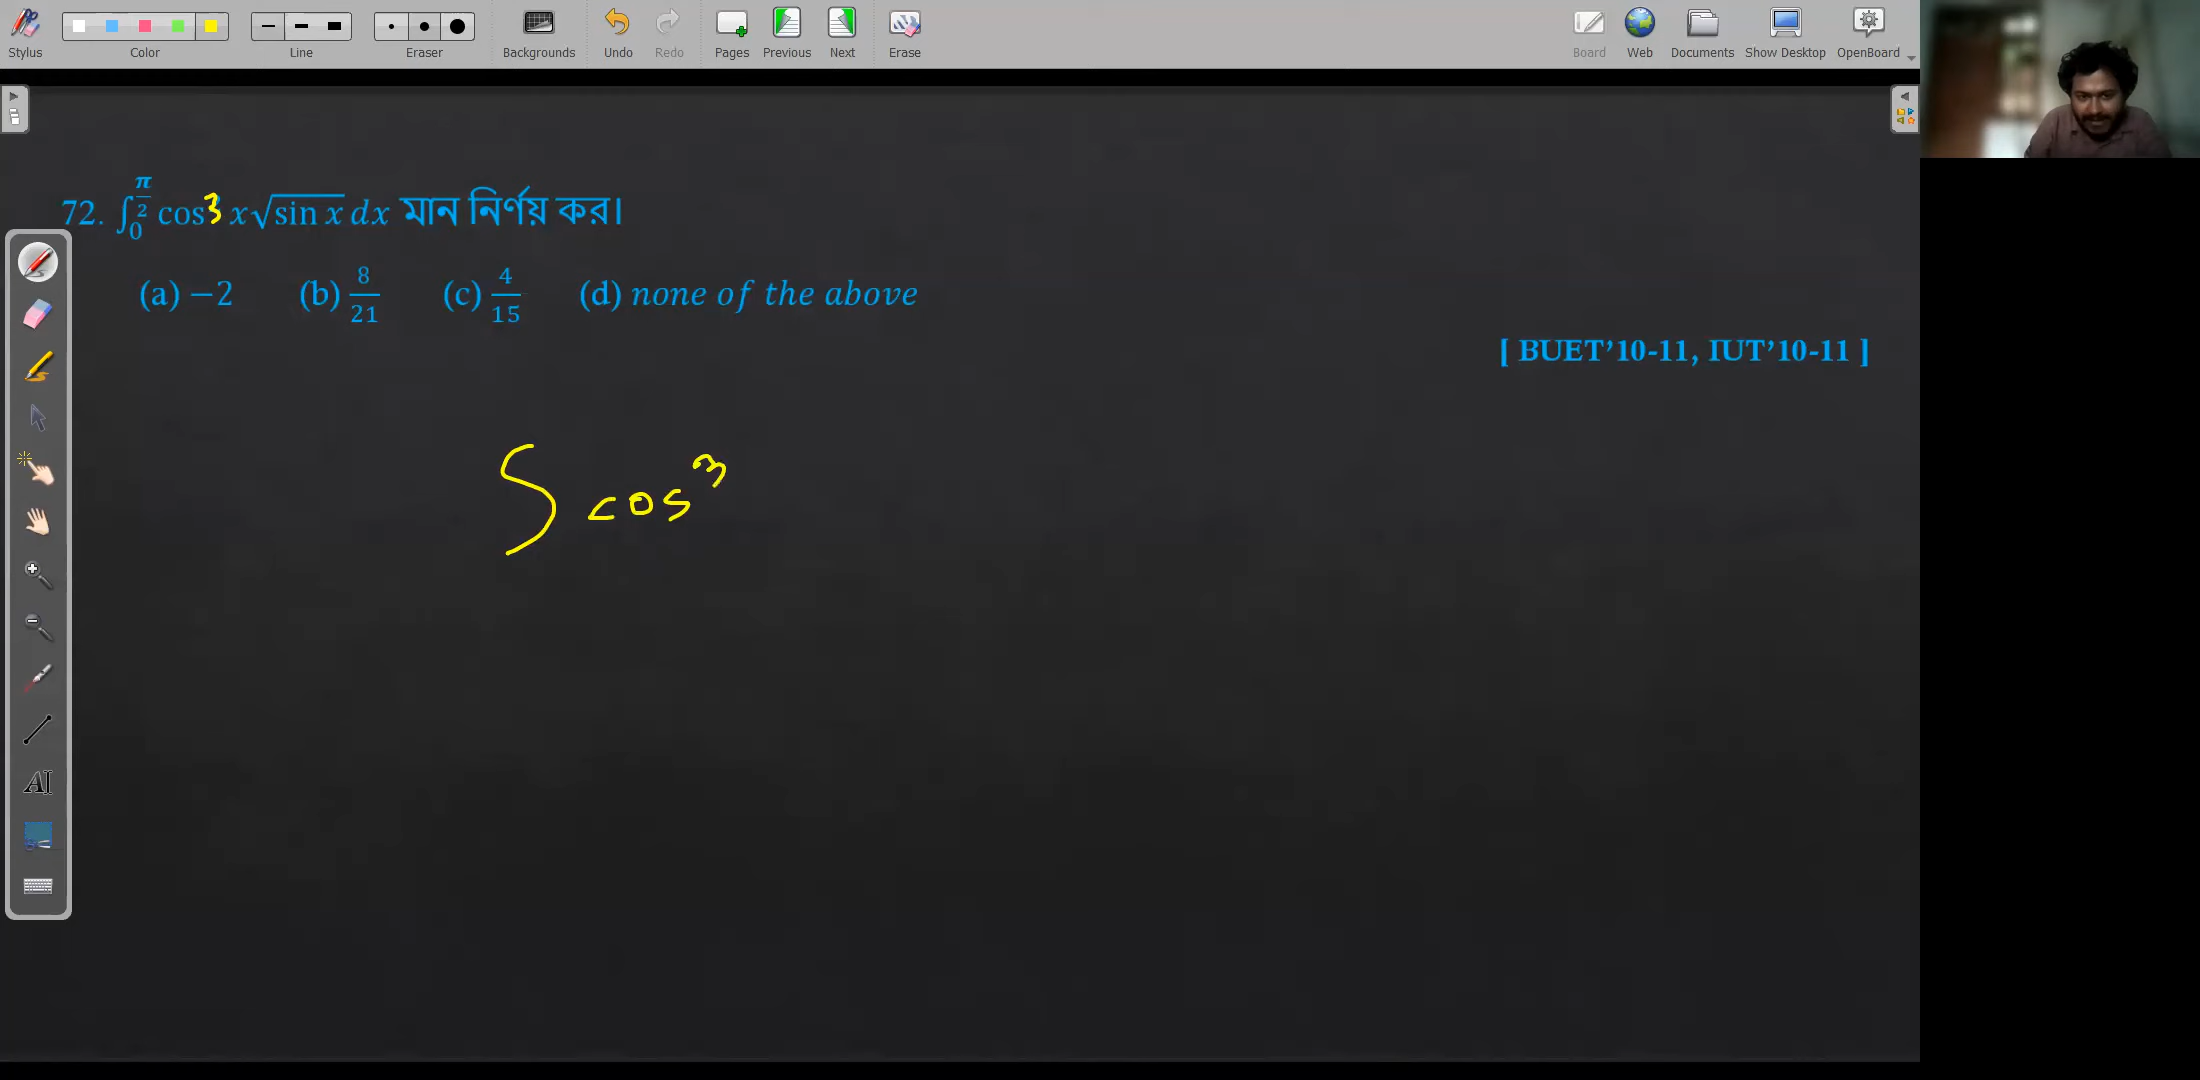 Stylus Color Line Eraser Backgrounds Undo Redo Pages Previous Next Erase Board Web Documents Show Desktop OpenBoard
72. ∫₀^(π/2) cos³ x√(sin x) dx মান নির্ণয় কর।
(a) −2 (b) 8/21 (c) 4/15 (d) none of the above
[ BUET’10-11, IUT’10-11 ]
∫ cos³